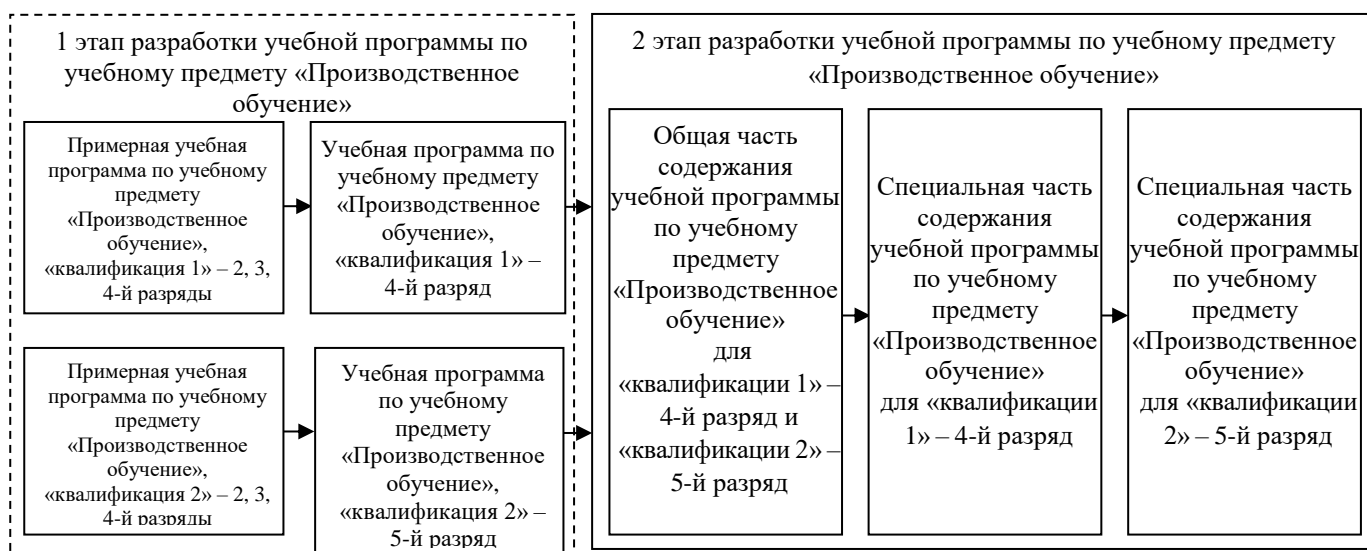 1 этап разработки учебной программы по
учебному предмету «Производственное
обучение»
Примерная учебная
программа по учебному
предмету
«Производственное
обучение»,
«квалификация 1» – 2, 3,
4-й разряды
Учебная программа по
учебному предмету
«Производственное
обучение»,
«квалификация 1» –
4-й разряд
Примерная учебная
программа по учебному
предмету
«Производственное
обучение»,
«квалификация 2» – 2, 3,
4-й разряды
Учебная программа
по учебному
предмету
«Производственное
обучение»,
«квалификация 2» –
5-й разряд
2 этап разработки учебной программы по учебному предмету
«Производственное обучение»
Общая часть
содержания
учебной программы
по учебному
предмету
«Производственное
обучение»
для
«квалификации 1» –
4-й разряд и
«квалификации 2» –
5-й разряд
Специальная часть
содержания
учебной программы
по учебному
предмету
«Производственное
обучение»
для «квалификации
1» – 4-й разряд
Специальная часть
содержания
учебной программы
по учебному
предмету
«Производственное
обучение»
для «квалификации
2» – 5-й разряд